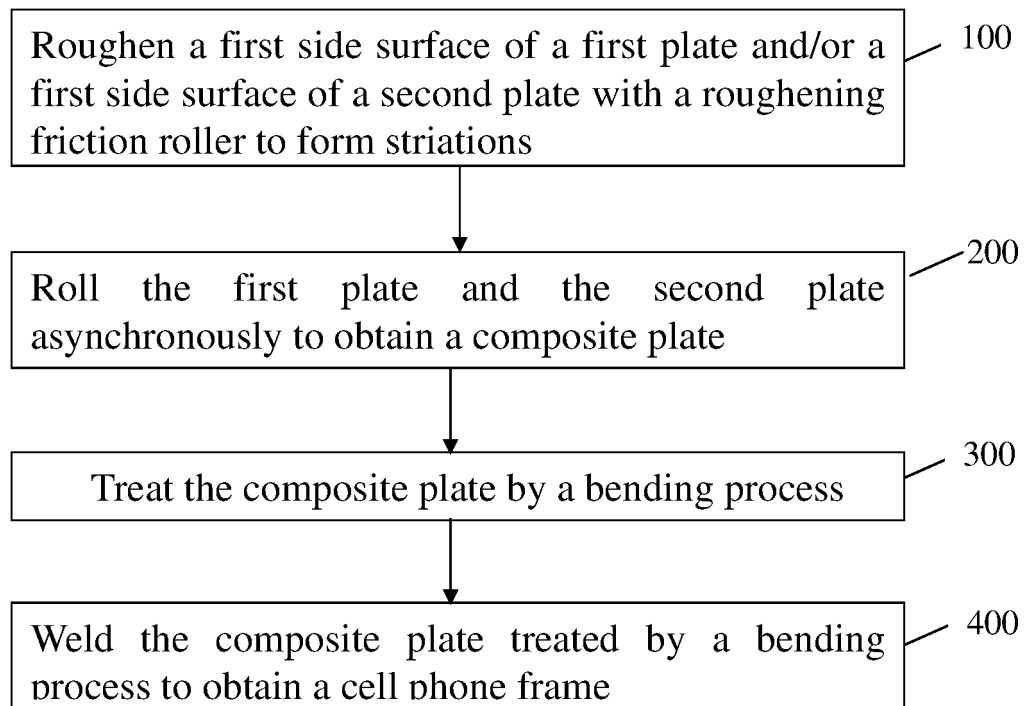 Roughen a first side surface of a first plate and/or a
first side surface of a second plate with a roughening
friction roller to form striations
100
Roll the first plate and the second plate
asynchronously to obtain a composite plate
200
Treat the composite plate by a bending process
300
Weld the composite plate treated by a bending
process to obtain a cell phone frame
400